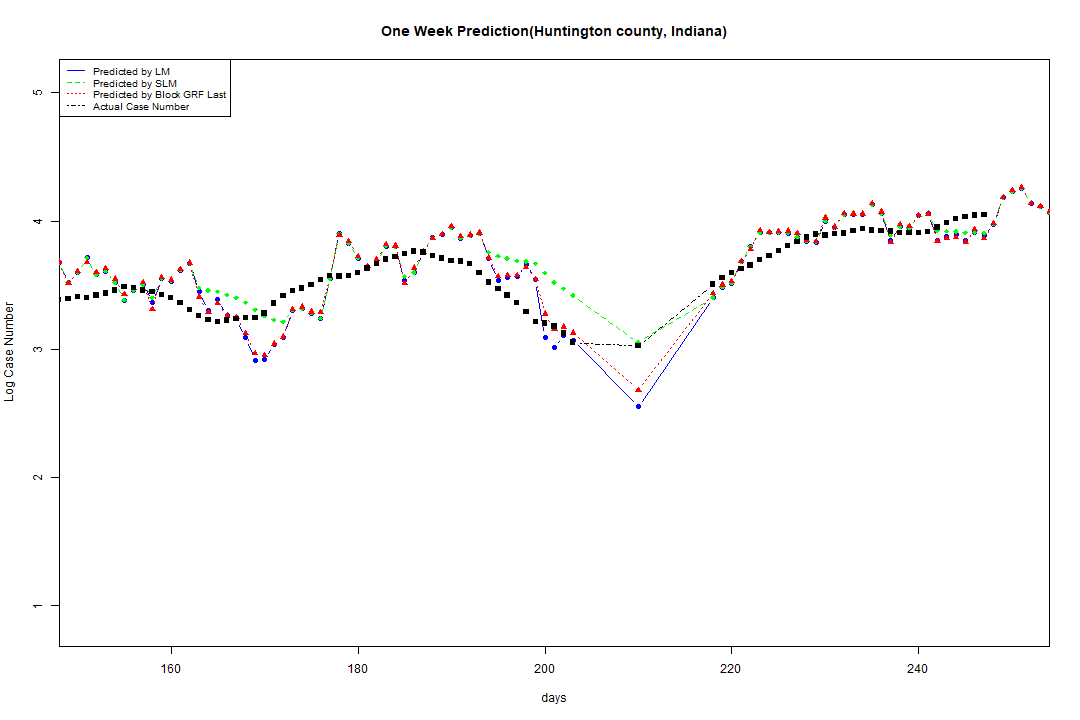 One Week Prediction(Huntington county, Indiana)
Predicted by LM
Predicted by SLM
Predicted by Block GRF Last
Actual Case Number
5
4
3
2
1
Log Case Number
160 180 200 220 240
days